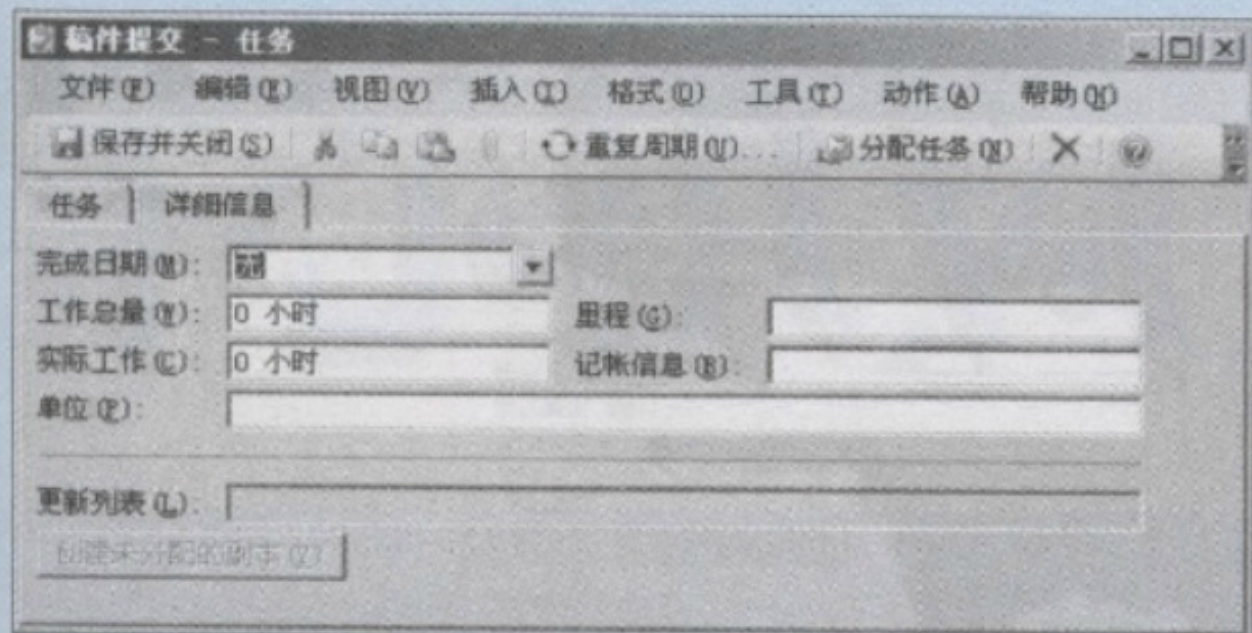 稿件提交 - 任务
文件(F) 编辑(E) 视图(V) 插入(I) 格式(O) 工具(T) 动作(A) 帮助(H)
保存并关闭(S) 重复周期(U)... 分配任务(N)
任务 详细信息
完成日期(M): 无
工作总量(W): 0 小时 里程(G):
实际工作(C): 0 小时 记帐信息(B):
单位(P):
更新列表(L):
创建未分配的副本(Z)